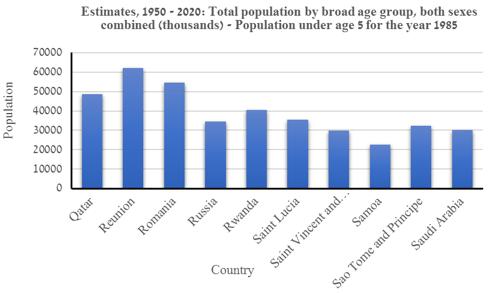 Estimates, 1950 - 2020: Total population by broad age group, both sexes
combined (thousands) - Population under age 5 for the year 1985
70000
60000
50000
40000
30000
20000
10000
0
Population
Qatar
Reunion
Romania
Russia
Rwanda
Saint Lucia
Saint Vincent and…
Samoa
Sao Tome and Principe
Saudi Arabia
Country